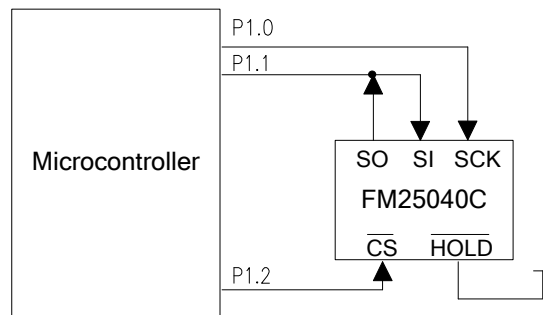 P1.0
P1.1
Microcontroller
SO SI SCK
FM25040C
CS HOLD
P1.2